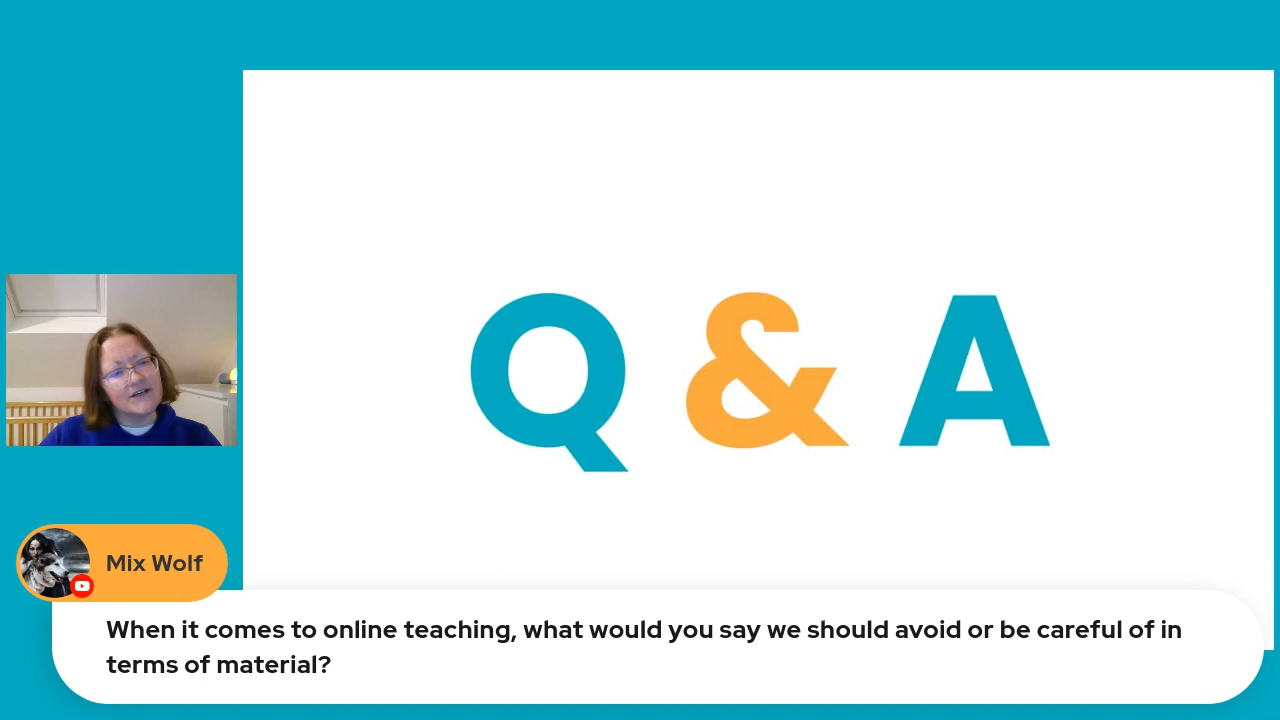 Q & A
Mix Wolf
When it comes to online teaching, what would you say we should avoid or be careful of in
terms of material?